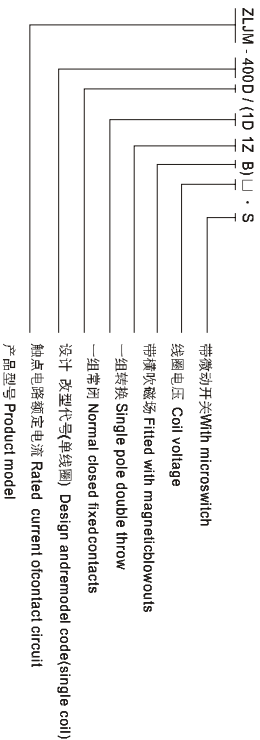 ZLJM - 400D / (1D 1Z B)□ · S
带微动开关With microswitch
线圈电压 Coil voltage
带横吹磁场 Fitted with magneticblowouts
一组转换 Single pole double throw
一组常闭 Normal closed fixed contacts
设计 改型代号(单线圈) Design andremodel code(single coil)
触点电路额定电流 Rated current ofcontact circuit
产品型号 Product model